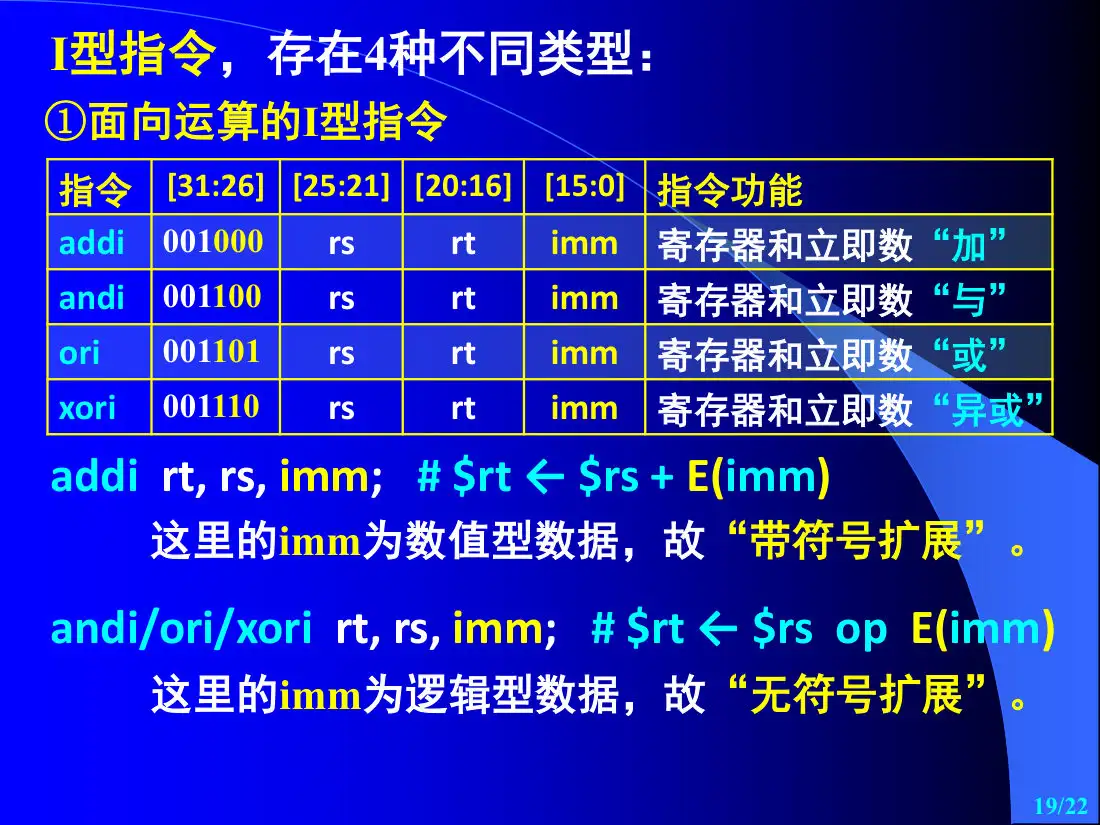 I型指令，存在4种不同类型：
①面向运算的I型指令
指令 [31:26] [25:21] [20:16] [15:0] 指令功能
addi 001000 rs rt imm 寄存器和立即数“加”
andi 001100 rs rt imm 寄存器和立即数“与”
ori 001101 rs rt imm 寄存器和立即数“或”
xori 001110 rs rt imm 寄存器和立即数“异或”
addi rt, rs, imm; # $rt ← $rs + E(imm)
这里的imm为数值型数据，故“带符号扩展”。
andi/ori/xori rt, rs, imm; # $rt ← $rs op E(imm)
这里的imm为逻辑型数据，故“无符号扩展”。
19/22